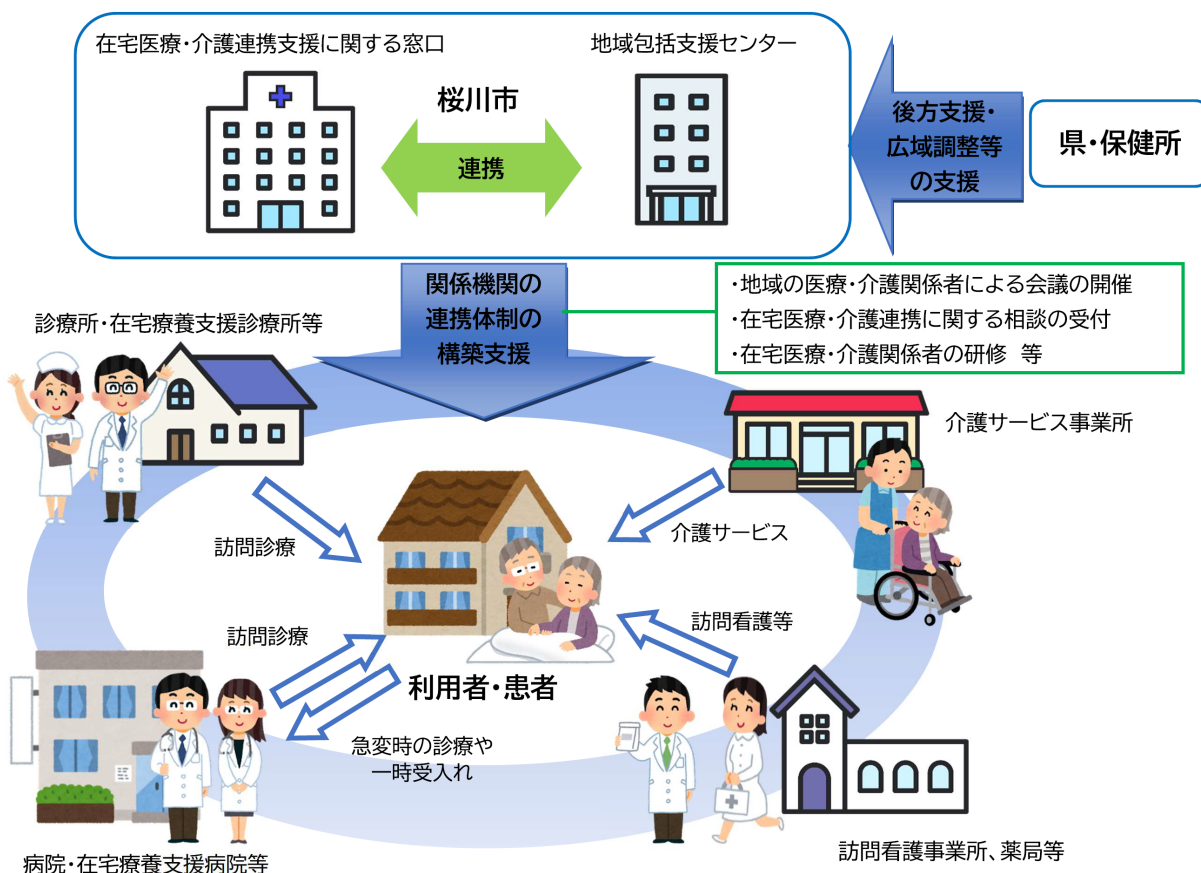 在宅医療・介護連携支援に関する窓口
地域包括支援センター
桜川市
連携
後方支援・
広域調整等
の支援
県・保健所
関係機関の
連携体制の
構築支援
・地域の医療・介護関係者による会議の開催
・在宅医療・介護連携に関する相談の受付
・在宅医療・介護関係者の研修　等
診療所・在宅療養支援診療所等
介護サービス事業所
訪問診療
介護サービス
訪問診療
訪問看護等
利用者・患者
急変時の診療や
一時受入れ
病院・在宅療養支援病院等
訪問看護事業所、薬局等